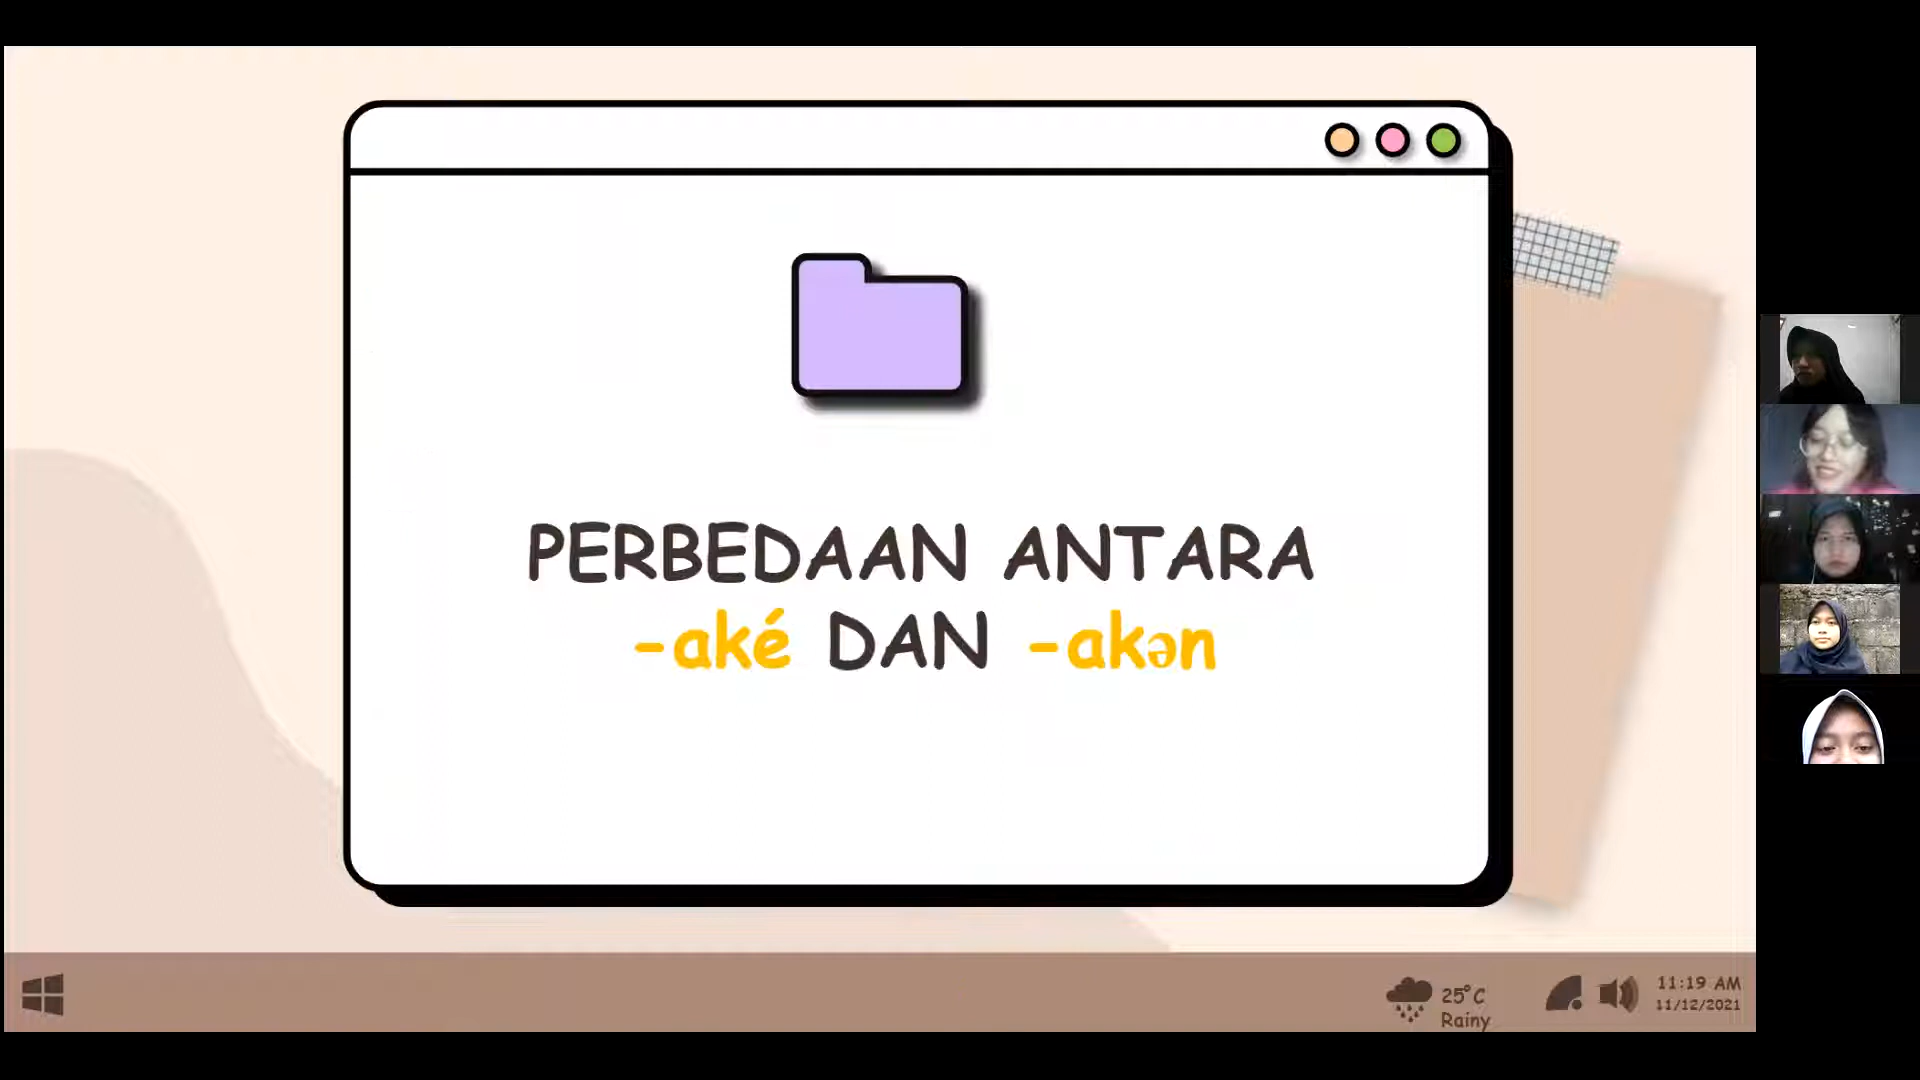 PERBEDAAN ANTARA
-aké DAN -akən
25°C
Rainy
11:19 AM
11/12/2021